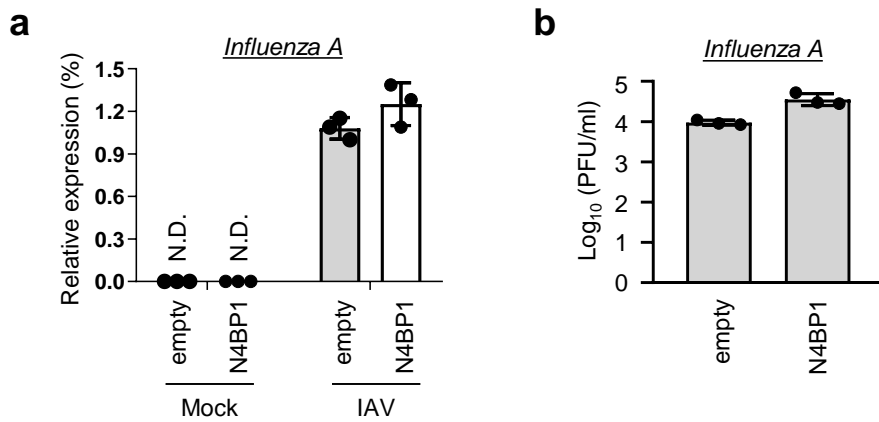 a
Influenza A
Relative expression (%)
1.5
1.2
0.9
0.6
0.3
0.0
N.D.
N.D.
empty
N4BP1
empty
N4BP1
Mock
IAV
b
Influenza A
Log10 (PFU/ml)
5
4
3
2
1
0
empty
N4BP1